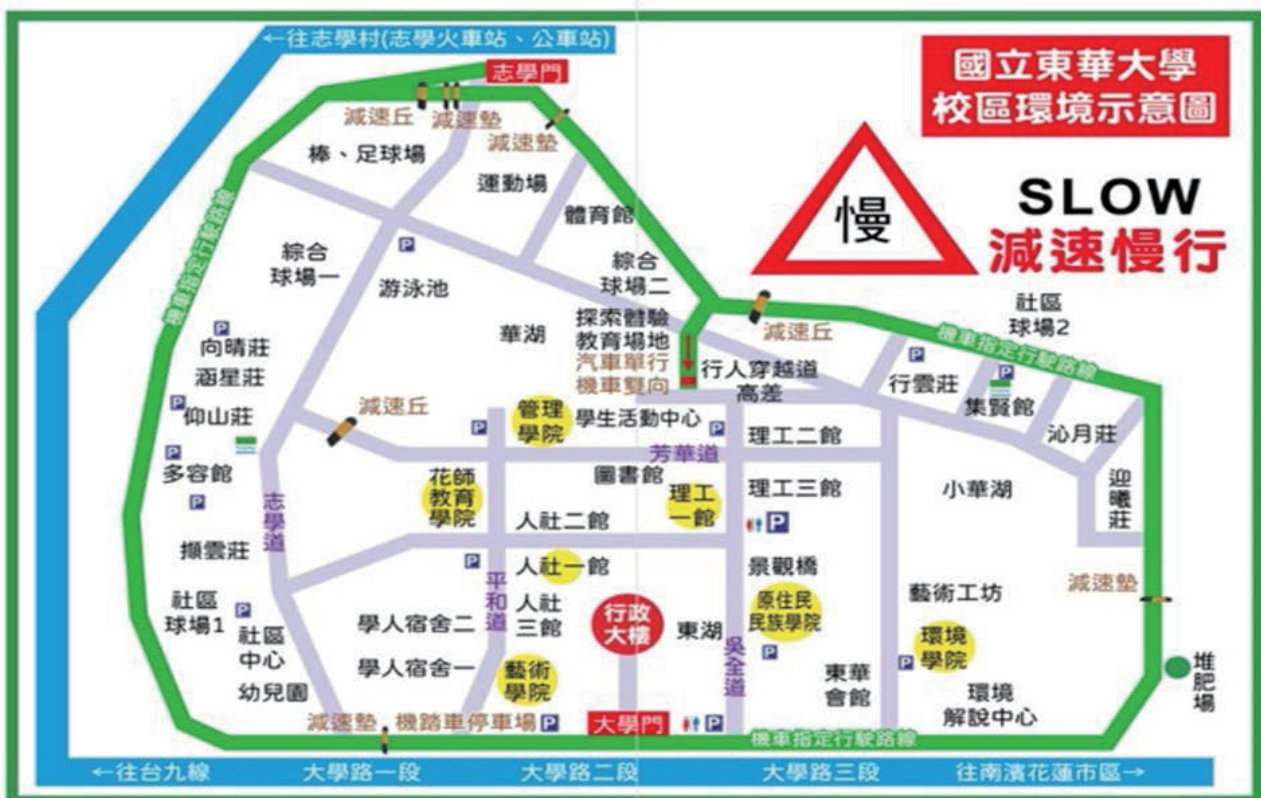 ←往志學村(志學火車站、公車站)
國立東華大學
校區環境示意圖
志學門
減速丘
減速墊
減速墊
棒、足球場
運動場
體育館
慢
SLOW
減速慢行
機車指定行駛路線
綜合
球場一
P
游泳池
綜合
球場二
社區
球場2
華湖
探索體驗
教育場地
汽車單行
機車雙向
減速丘
機車指定行駛路線
P
向晴莊
涵星莊
行人穿越道
高差
P
行雲莊
P
集賢館
沁月莊
P
仰山莊
減速丘
P
管理
學院
學生活動中心
P
理工二館
芳華道
P
多容館
花師
教育
學院
圖書館
理工
一館
理工三館
小華湖
迎曦莊
P
志學道
人社二館
P
擷雲莊
P
人社一館
景觀橋
減速墊
社區
球場1
P
社區
中心
幼兒園
學人宿舍二
學人宿舍一
平和道
人社
三館
行政
大樓
東湖
吳全道
原住民
民族學院
P
藝術工坊
P
環境
學院
藝術
學院
東華
會館
環境
解說中心
堆肥場
減速墊
機踏車停車場
P
大學門
P
機車指定行駛路線
←往台九線
大學路一段
大學路二段
大學路三段
往南濱花蓮市區→